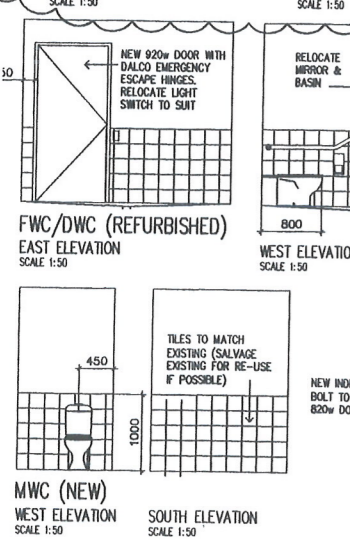 SCALE 1:50
SCALE 1:50
NEW 920w DOOR WITH
DALCO EMERGENCY
ESCAPE HINGES.
RELOCATE LIGHT
SWITCH TO SUIT
RELOCATE
MIRROR &
BASIN
50
800
FWC/DWC (REFURBISHED)
EAST ELEVATION
SCALE 1:50
WEST ELEVATIO
SCALE 1:50
450
1000
TILES TO MATCH
EXISTING (SALVAGE
EXISTING FOR RE-USE
IF POSSIBLE)
NEW IND
BOLT TO
820w DO
MWC (NEW)
WEST ELEVATION
SCALE 1:50
SOUTH ELEVATION
SCALE 1:50